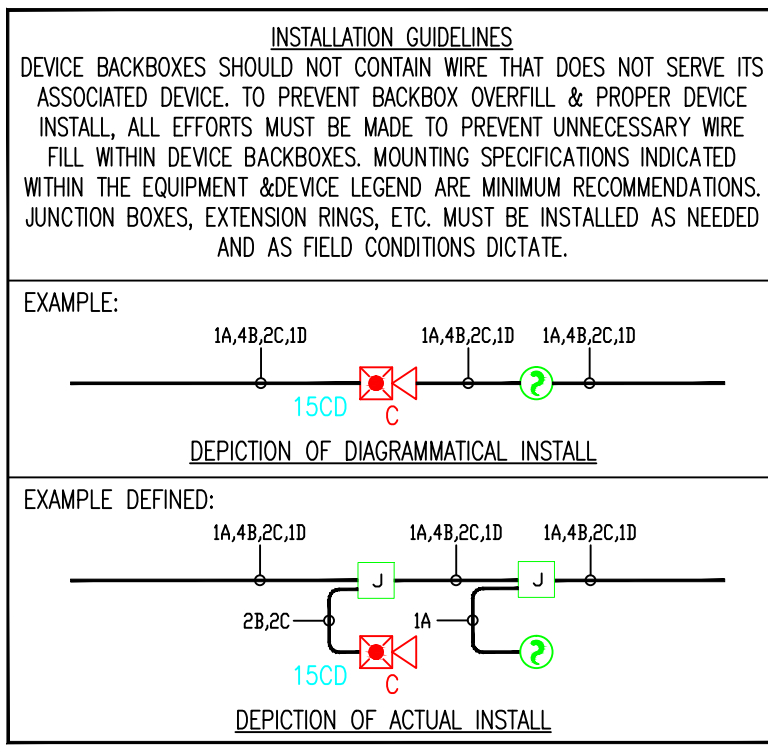 INSTALLATION GUIDELINES
DEVICE BACKBOXES SHOULD NOT CONTAIN WIRE THAT DOES NOT SERVE ITS
ASSOCIATED DEVICE. TO PREVENT BACKBOX OVERFILL & PROPER DEVICE
INSTALL, ALL EFFORTS MUST BE MADE TO PREVENT UNNECESSARY WIRE
FILL WITHIN DEVICE BACKBOXES. MOUNTING SPECIFICATIONS INDICATED
WITHIN THE EQUIPMENT &DEVICE LEGEND ARE MINIMUM RECOMMENDATIONS.
JUNCTION BOXES, EXTENSION RINGS, ETC. MUST BE INSTALLED AS NEEDED
AND AS FIELD CONDITIONS DICTATE.
EXAMPLE:
1A,4B,2C,1D 1A,4B,2C,1D 1A,4B,2C,1D
15CD
C
DEPICTION OF DIAGRAMMATICAL INSTALL
EXAMPLE DEFINED:
1A,4B,2C,1D 1A,4B,2C,1D 1A,4B,2C,1D
J J
2B,2C 1A
15CD
C
DEPICTION OF ACTUAL INSTALL